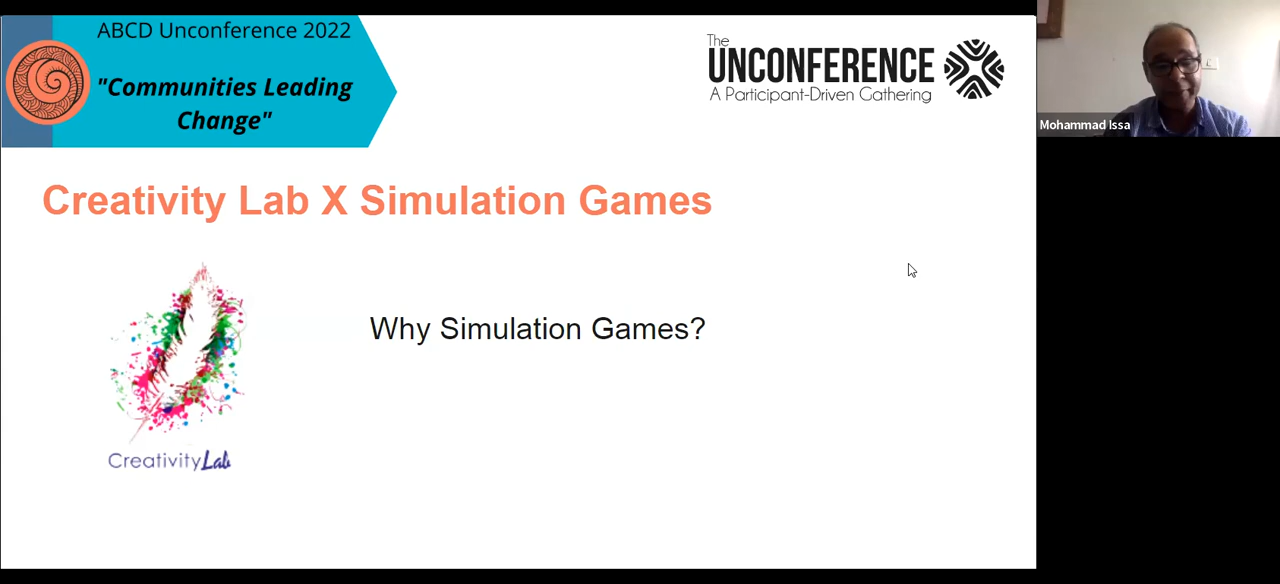 ABCD Unconference 2022
"Communities Leading
Change"
The
UNCONFERENCE
A Participant-Driven Gathering
Mohammad Issa
Creativity Lab X Simulation Games
Why Simulation Games?
CreativityLab